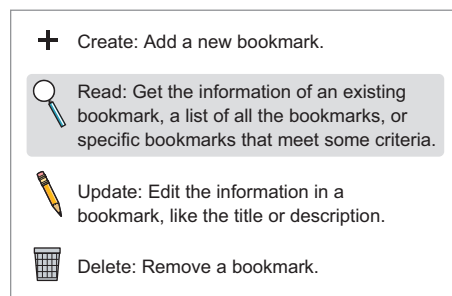 Create: Add a new bookmark.
Read: Get the information of an existing
bookmark, a list of all the bookmarks, or
specific bookmarks that meet some criteria.
Update: Edit the information in a
bookmark, like the title or description.
Delete: Remove a bookmark.